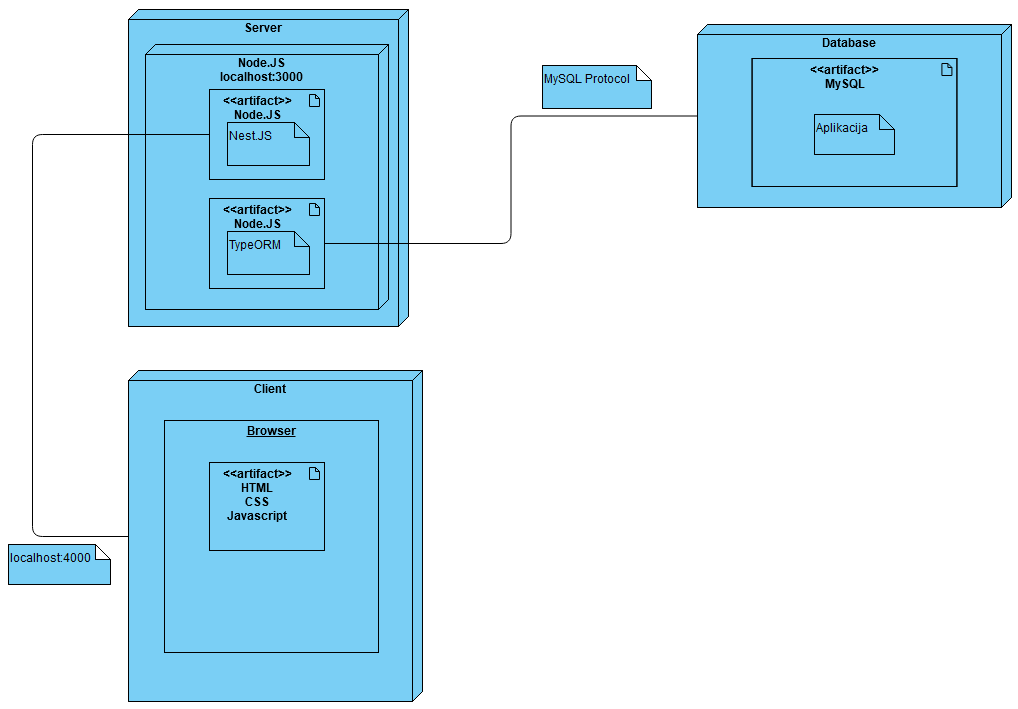 Server
Node.JS
localhost:3000
<<artifact>>
Node.JS
Nest.JS
<<artifact>>
Node.JS
TypeORM
MySQL Protocol
Database
<<artifact>>
MySQL
Aplikacija
Client
Browser
<<artifact>>
HTML
CSS
Javascript
localhost:4000